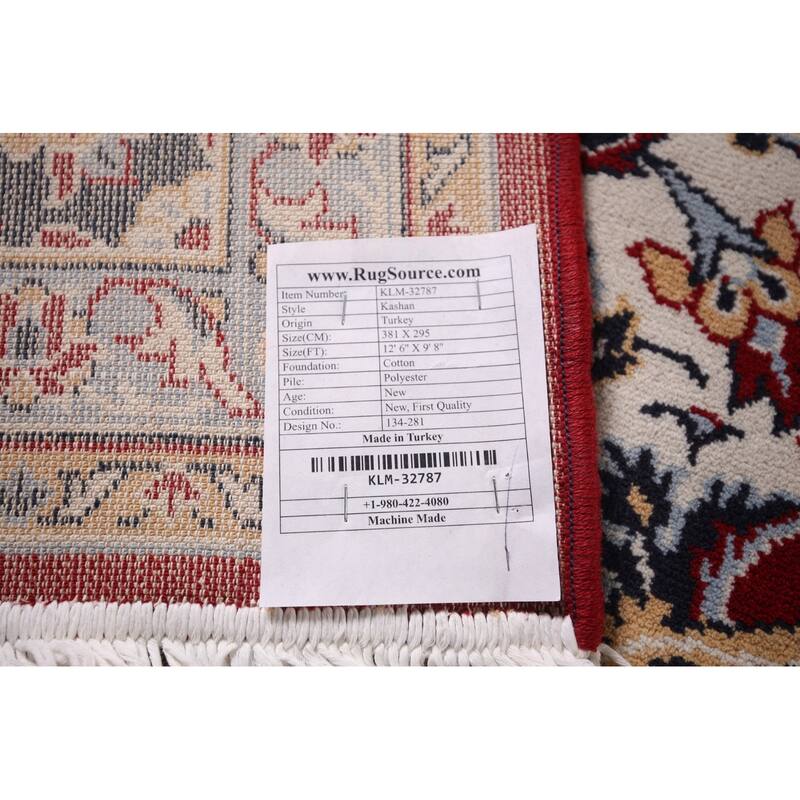 www.RugSource.com
Item Number: KLM-32787
Style Kashan
Origin Turkey
Size(CM): 381 X 295
Size(FT): 12' 6" X 9' 8"
Foundation: Cotton
Pile: Polyester
Age: New
Condition: New, First Quality
Design No.: 134-281
Made in Turkey
KLM-32787
+1-980-422-4080
Machine Made